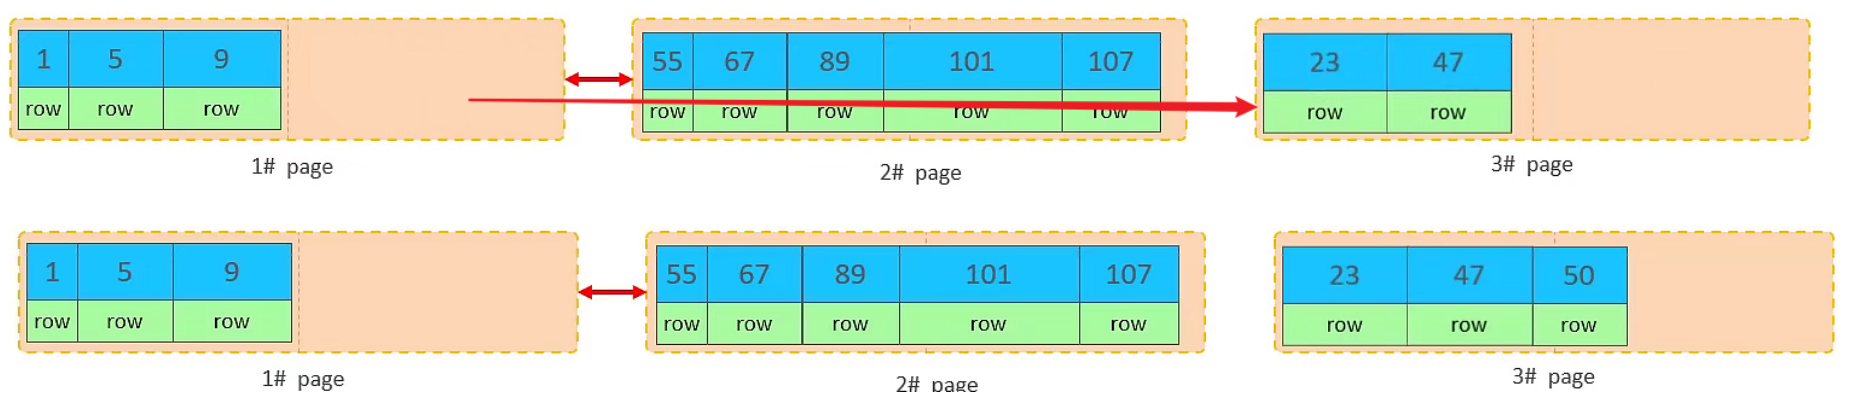 1 5 9 55 67 89 101 107 23 47
row row row row row row row row row row
1# page 2# page 3# page
1 5 9 55 67 89 101 107 23 47 50
row row row row row row row row row row row
1# page 2# page 3# page